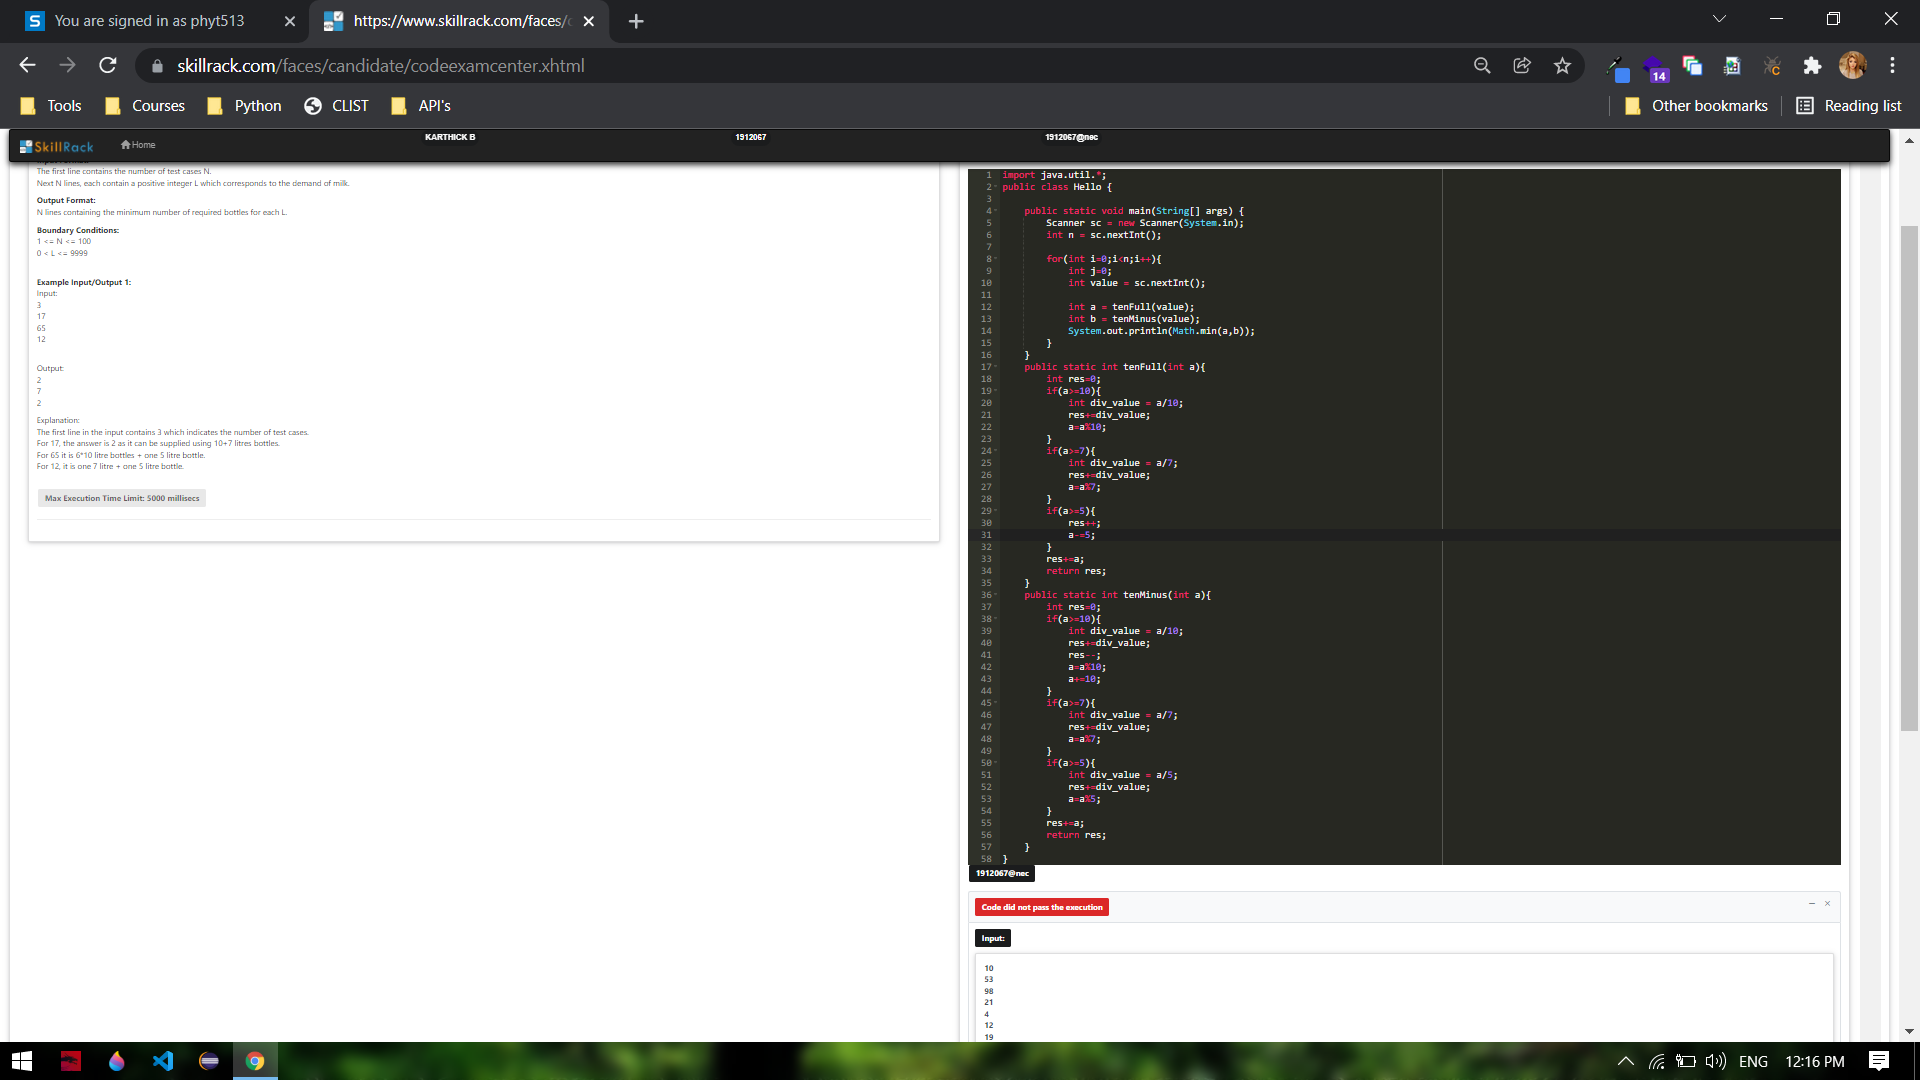 You are signed in as phyt513
https://www.skillrack.com/faces/c
skillrack.com/faces/candidate/codeexamcenter.xhtml
14
Tools
Courses
Python
CLIST
API's
Other bookmarks
Reading list
SkillRack
Home
KARTHICK B
1912067
1912067@nec
The first line contains the number of test cases N.
Next N lines, each contain a positive integer L which corresponds to the demand of milk.
Output Format:
N lines containing the minimum number of required bottles for each L.
Boundary Conditions:
1 <= N <= 100
0 < L <= 9999
Example Input/Output 1:
Input:
3
17
65
12
Output:
2
7
2
Explanation:
The first line in the input contains 3 which indicates the number of test cases.
For 17, the answer is 2 as it can be supplied using 10+7 litres bottles.
For 65 it is 6*10 litre bottles + one 5 litre bottle.
For 12, it is one 7 litre + one 5 litre bottle.
Max Execution Time Limit: 5000 millisecs
1 import java.util.*;
2 public class Hello {
3
4 public static void main(String[] args) {
5 Scanner sc = new Scanner(System.in);
6 int n = sc.nextInt();
7
8 for(int i=0;i<n;i++){
9 int j=0;
10 int value = sc.nextInt();
11
12 int a = tenFull(value);
13 int b = tenMinus(value);
14 System.out.println(Math.min(a,b));
15 }
16 }
17 public static int tenFull(int a){
18 int res=0;
19 if(a>=10){
20 int div_value = a/10;
21 res+=div_value;
22 a=a%10;
23 }
24 if(a>=7){
25 int div_value = a/7;
26 res+=div_value;
27 a=a%7;
28 }
29 if(a>=5){
30 res++;
31 a-=5;
32 }
33 res+=a;
34 return res;
35 }
36 public static int tenMinus(int a){
37 int res=0;
38 if(a>=10){
39 int div_value = a/10;
40 res+=div_value;
41 res--;
42 a=a%10;
43 a+=10;
44 }
45 if(a>=7){
46 int div_value = a/7;
47 res+=div_value;
48 a=a%7;
49 }
50 if(a>=5){
51 int div_value = a/5;
52 res+=div_value;
53 a=a%5;
54 }
55 res+=a;
56 return res;
57 }
58 }
1912067@nec
Code did not pass the execution
Input:
10
53
98
21
4
12
19
ENG
12:16 PM